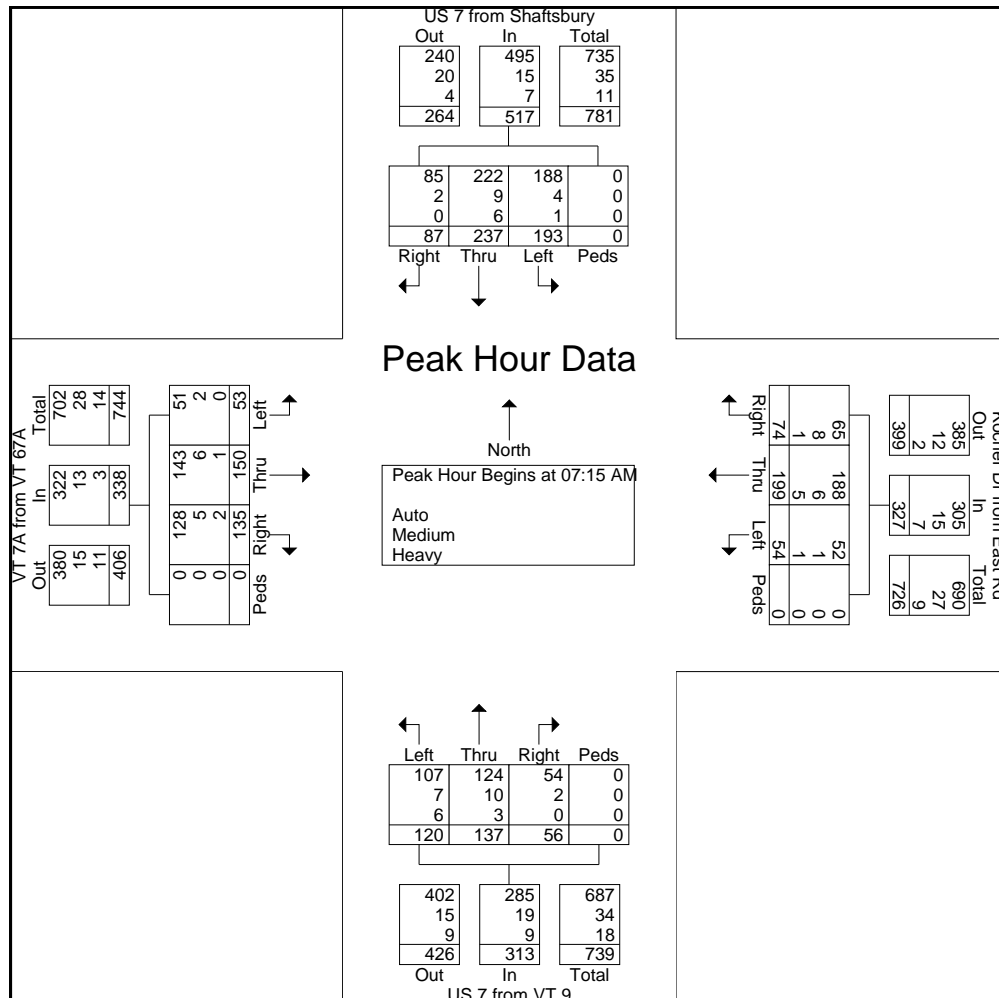 US 7 from Shaftsbury
Out In Total
240 495 735
20 15 35
4 7 11
264 517 781
85 222 188 0
2 9 4 0
0 6 1 0
87 237 193 0
Right Thru Left Peds
Peak Hour Data
North
Peak Hour Begins at 07:15 AM
Auto
Medium
Heavy
VT 7A from VT 67A
Out In Total
380 322 702
15 13 28
11 3 14
406 338 744
51 143 128 0
2 6 5 0
0 1 2 0
53 150 135 0
Left Thru Right Peds
Dr from East Rd
Out In Total
385 305 690
12 15 27
2 7 9
399 327 726
65 188 52 0
8 6 1 0
1 5 1 0
74 199 54 0
Right Thru Left Peds
Left Thru Right Peds
107 124 54 0
7 10 2 0
6 3 0 0
120 137 56 0
402 285 687
15 19 34
9 9 18
426 313 739
Out In Total
US 7 from VT 9